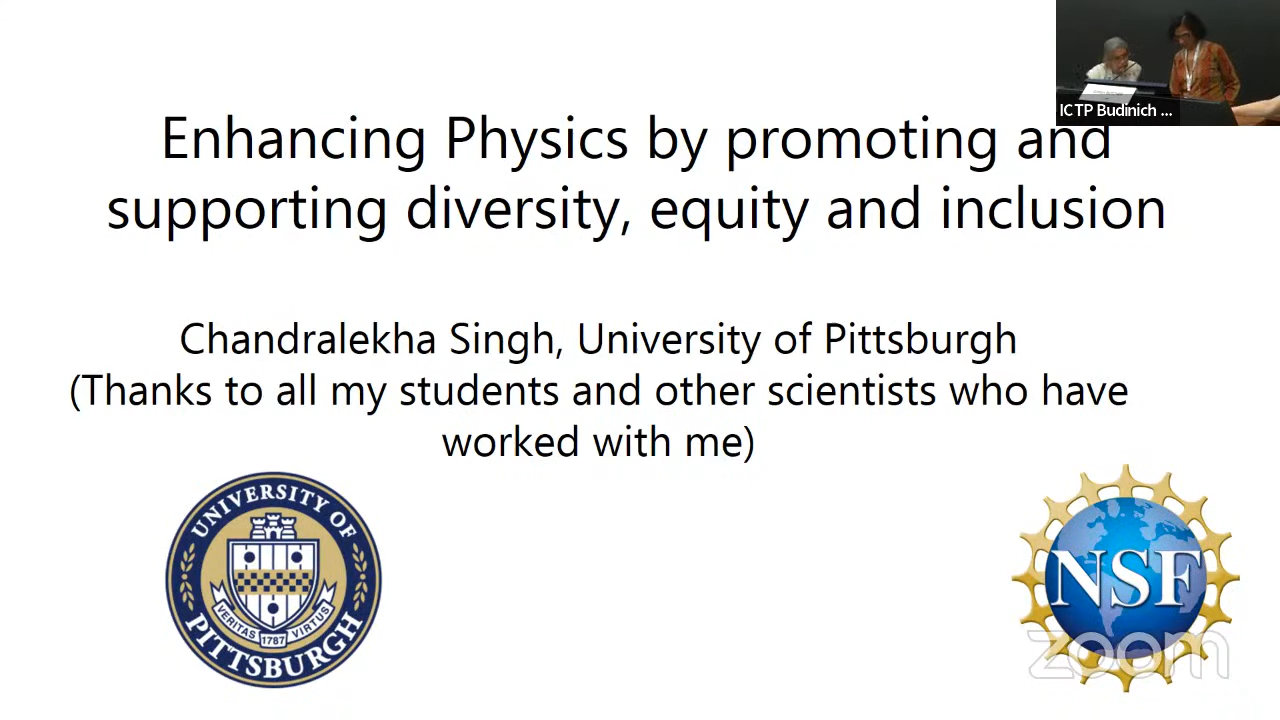 ICTP Budinich ...
Enhancing Physics by promoting and
supporting diversity, equity and inclusion
Chandralekha Singh, University of Pittsburgh
(Thanks to all my students and other scientists who have
worked with me)
UNIVERSITY OF
PITTSBURGH
VERITAS 1787 VIRTUS
NSF
zoom